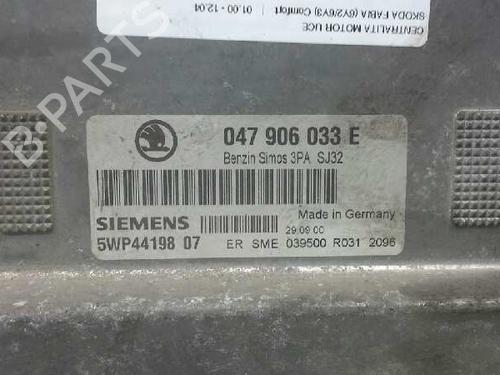 CENTRALITA MOTOR UCE
SKODA FABIA (6Y2/6Y3) Comfort
01.00 - 12.04
B-PARTS
047 906 033 E
Benzin Simos 3PA SJ32
SIEMENS
Made in Germany
29.09.00
5WP44198 07
ER SME 039500 R031 2096